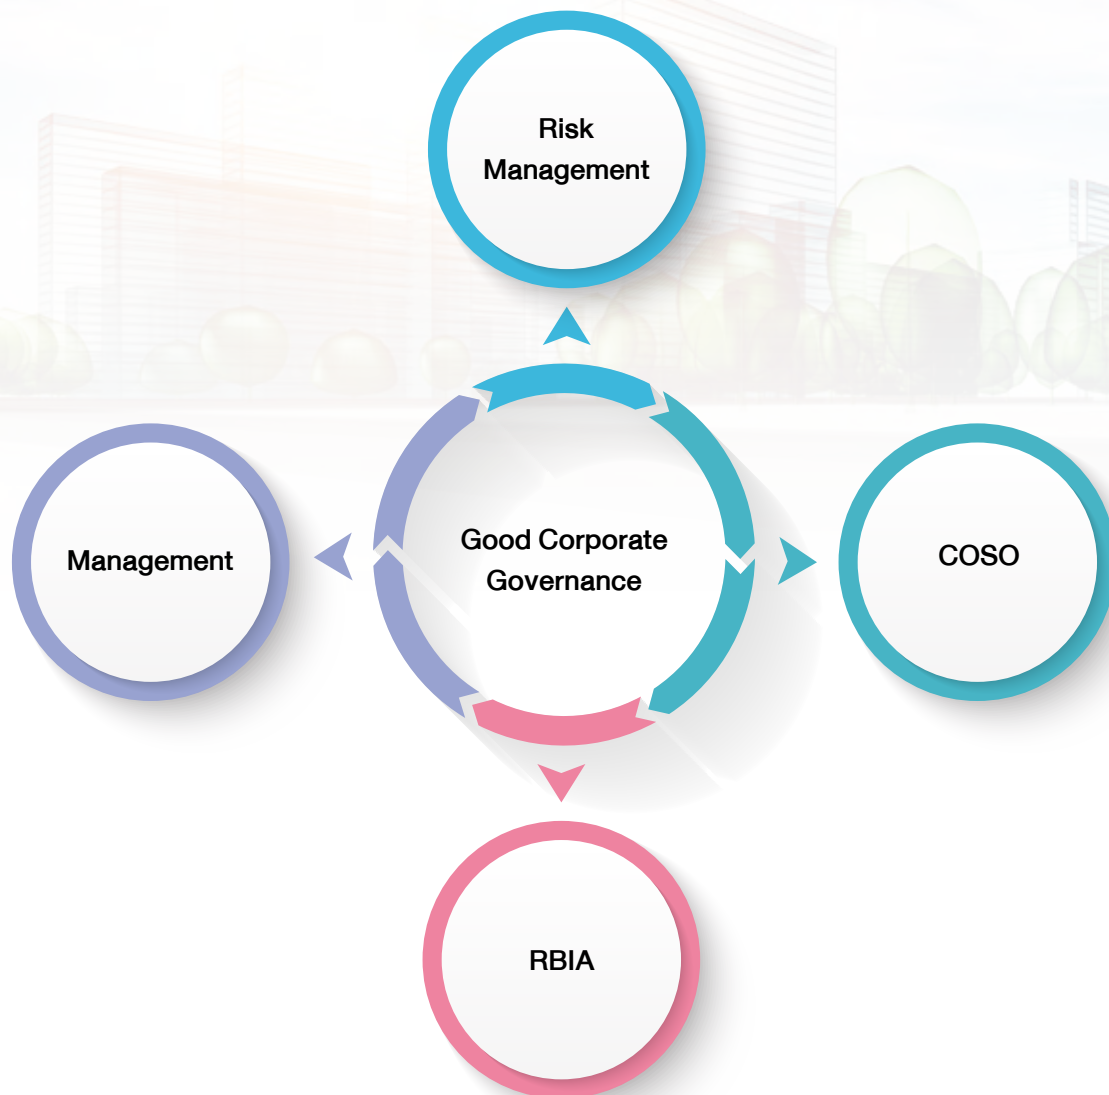 Risk
Management
Management
Good Corporate
Governance
COSO
RBIA